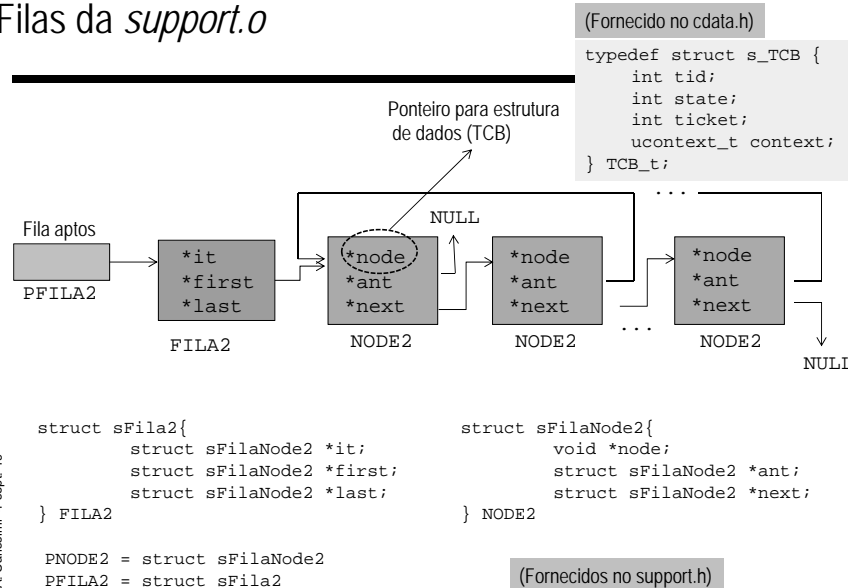 Filas da support.o
(Fornecido no cdata.h)
typedef struct s_TCB {
int tid;
int state;
int ticket;
ucontext_t context;
} TCB_t;
Ponteiro para estrutura
de dados (TCB)
...
NULL
Fila aptos
PFILA2
*it
*first
*last
FILA2
*node
*ant
*next
NODE2
*node
*ant
*next
NODE2
...
*node
*ant
*next
NODE2
NULL
struct sFila2{
struct sFilaNode2 *it;
struct sFilaNode2 *first;
struct sFilaNode2 *last;
} FILA2
PNODE2 = struct sFilaNode2
PFILA2 = struct sFila2
struct sFilaNode2{
void *node;
struct sFilaNode2 *ant;
struct sFilaNode2 *next;
} NODE2
(Fornecidos no support.h)